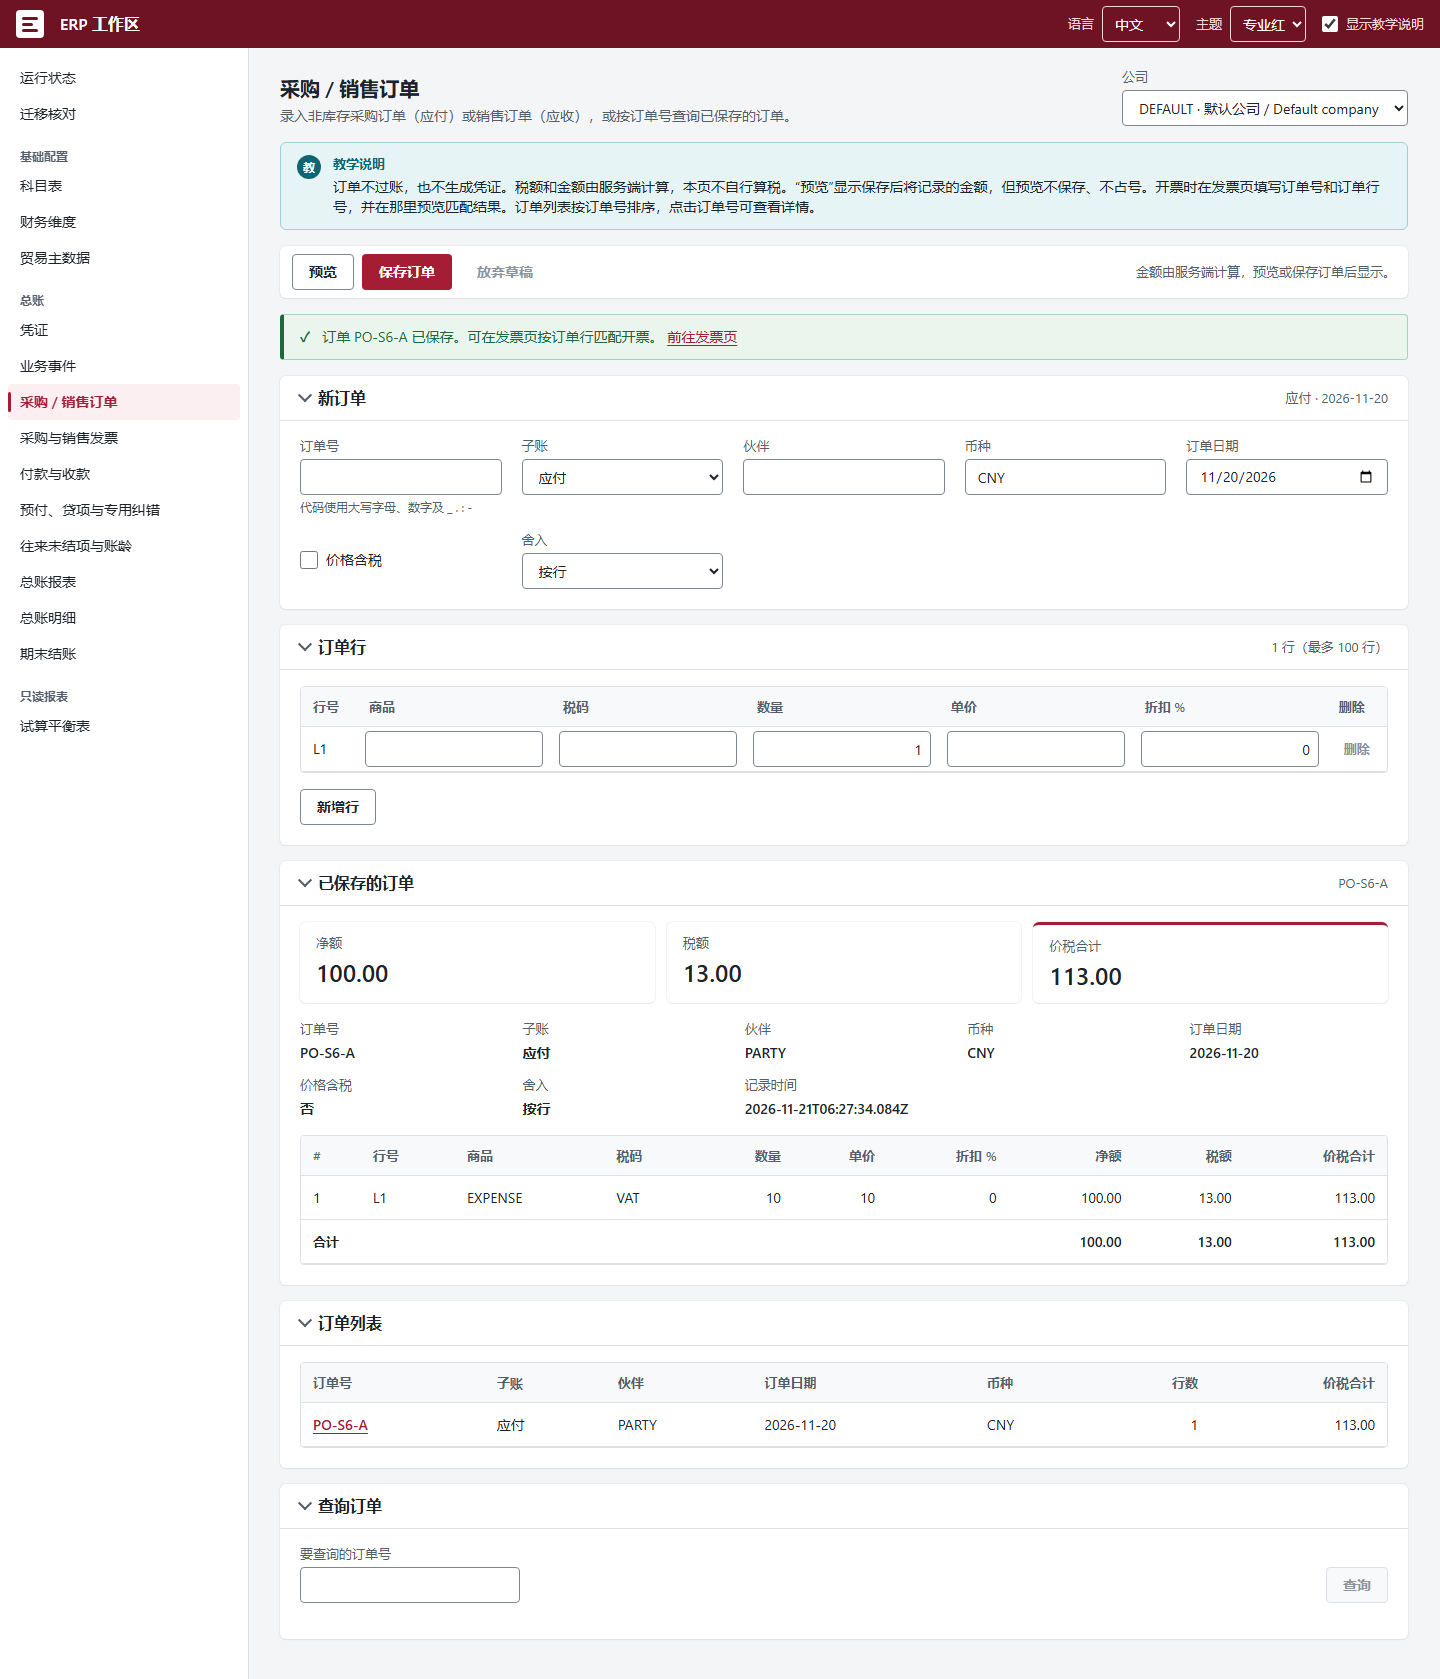 ERP 工作区
语言 中文 主题 专业红 显示教学说明
运行状态
迁移核对
基础配置
科目表
财务维度
贸易主数据
总账
凭证
业务事件
采购 / 销售订单
采购与销售发票
付款与收款
预付、贷项与专用纠错
往来未结项与账龄
总账报表
总账明细
期末结账
只读报表
试算平衡表
采购 / 销售订单
录入非库存采购订单（应付）或销售订单（应收），或按订单号查询已保存的订单。
公司
DEFAULT · 默认公司 / Default company
教 教学说明
订单不过账，也不生成凭证。税额和金额由服务端计算，本页不自行算税。“预览”显示保存后将记录的金额，但预览不保存、不占号。开票时在发票页填写订单号和订单行
号，并在那里预览匹配结果。订单列表按订单号排序，点击订单号可查看详情。
预览 保存订单 放弃草稿 金额由服务端计算，预览或保存订单后显示。
✓ 订单 PO-S6-A 已保存。可在发票页按订单行匹配开票。 前往发票页
新订单 应付 · 2026-11-20
订单号 子账 伙伴 币种 订单日期
应付 CNY 11/20/2026
代码使用大写字母、数字及 _ . : -
价格含税
舍入
按行
订单行 1 行（最多 100 行）
行号 商品 税码 数量 单价 折扣 % 删除
L1 1 0 删除
新增行
已保存的订单 PO-S6-A
净额 税额 价税合计
100.00 13.00 113.00
订单号 子账 伙伴 币种 订单日期
PO-S6-A 应付 PARTY CNY 2026-11-20
价格含税 舍入 记录时间
否 按行 2026-11-21T06:27:34.084Z
# 行号 商品 税码 数量 单价 折扣 % 净额 税额 价税合计
1 L1 EXPENSE VAT 10 10 0 100.00 13.00 113.00
合计 100.00 13.00 113.00
订单列表
订单号 子账 伙伴 订单日期 币种 行数 价税合计
PO-S6-A 应付 PARTY 2026-11-20 CNY 1 113.00
查询订单
要查询的订单号
查询